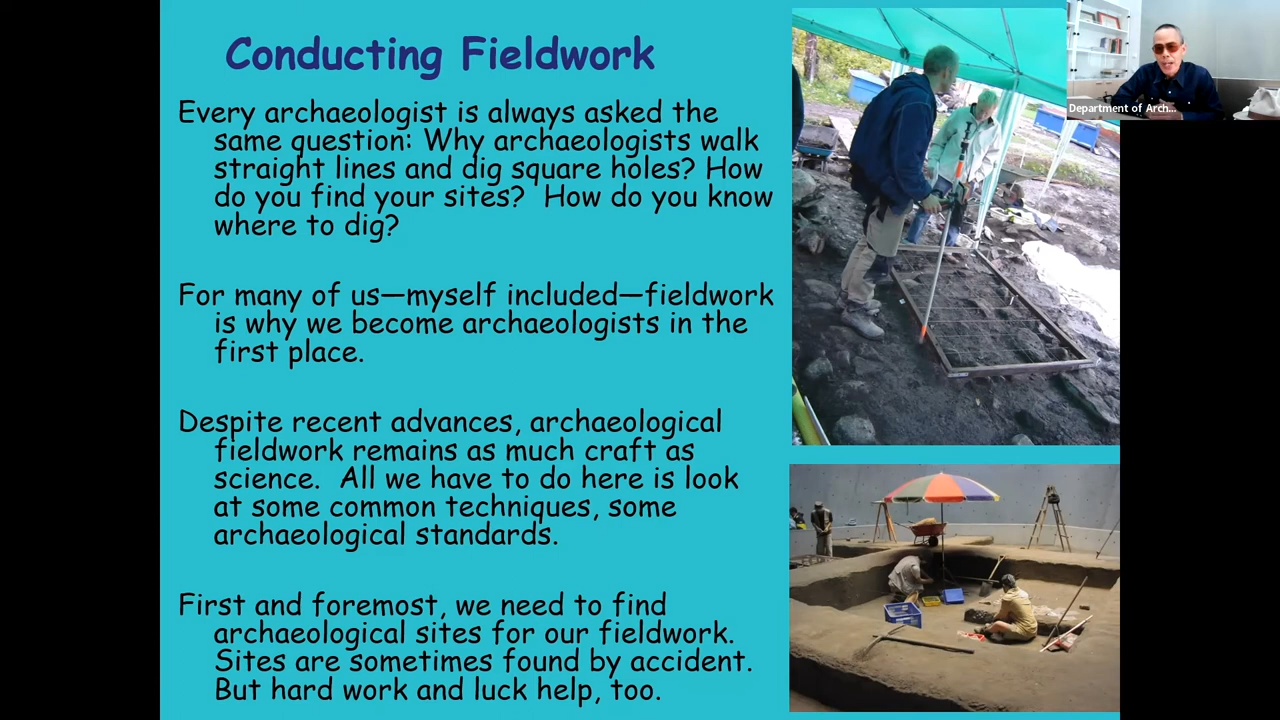 Conducting Fieldwork
Every archaeologist is always asked the
same question: Why archaeologists walk
straight lines and dig square holes? How
do you find your sites?  How do you know
where to dig?
For many of us—myself included—fieldwork
is why we become archaeologists in the
first place.
Despite recent advances, archaeological
fieldwork remains as much craft as
science.  All we have to do here is look
at some common techniques, some
archaeological standards.
First and foremost, we need to find
archaeological sites for our fieldwork.
Sites are sometimes found by accident.
But hard work and luck help, too.
Department of Arch...